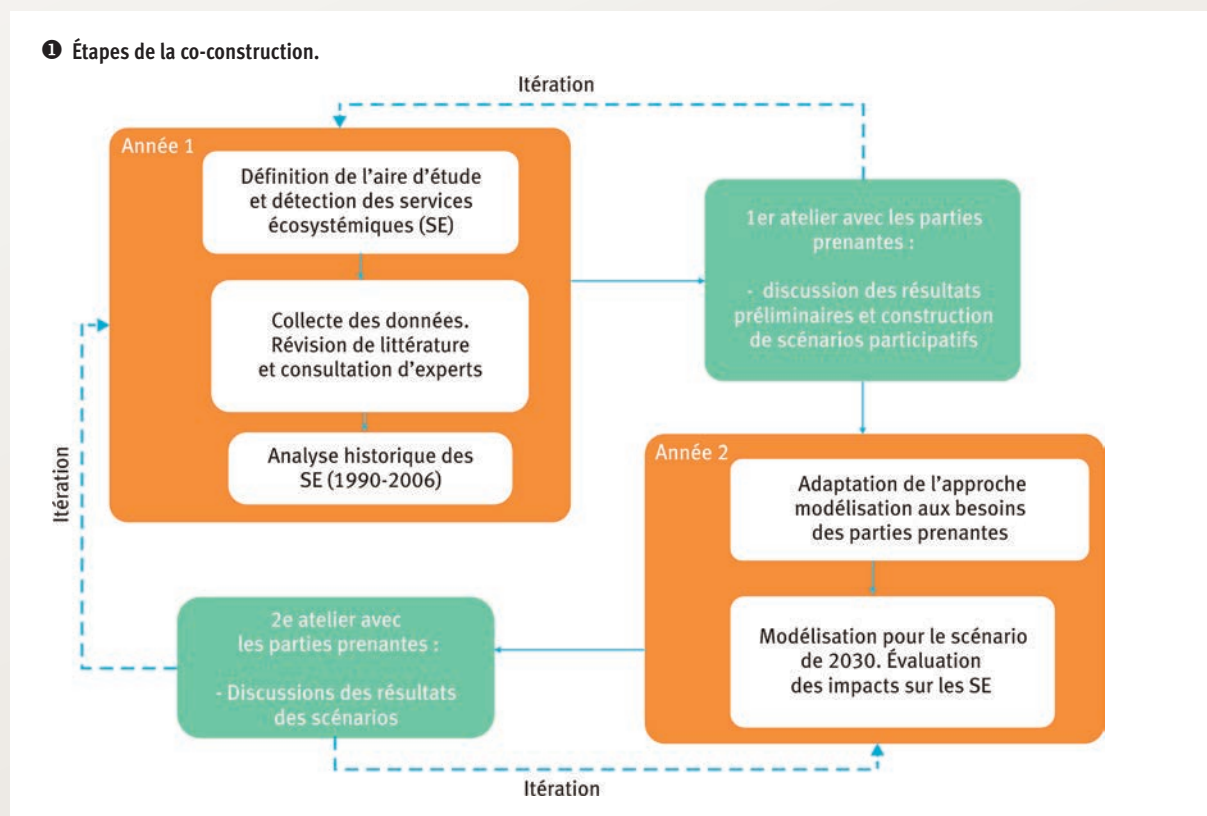 ❶ Étapes de la co-construction.
Itération
Année 1
Définition de l'aire d'étude
et détection des services
écosystémiques (SE)
Collecte des données.
Révision de littérature
et consultation d'experts
Analyse historique des
SE (1990-2006)
1er atelier avec les parties
prenantes :
- discussion des résultats
préliminaires et construction
de scénarios participatifs
Année 2
Adaptation de l'approche
modélisation aux besoins
des parties prenantes
Modélisation pour le scénario
de 2030. Évaluation
des impacts sur les SE
2e atelier avec
les parties prenantes :
- Discussions des résultats
des scénarios
Itération
Itération